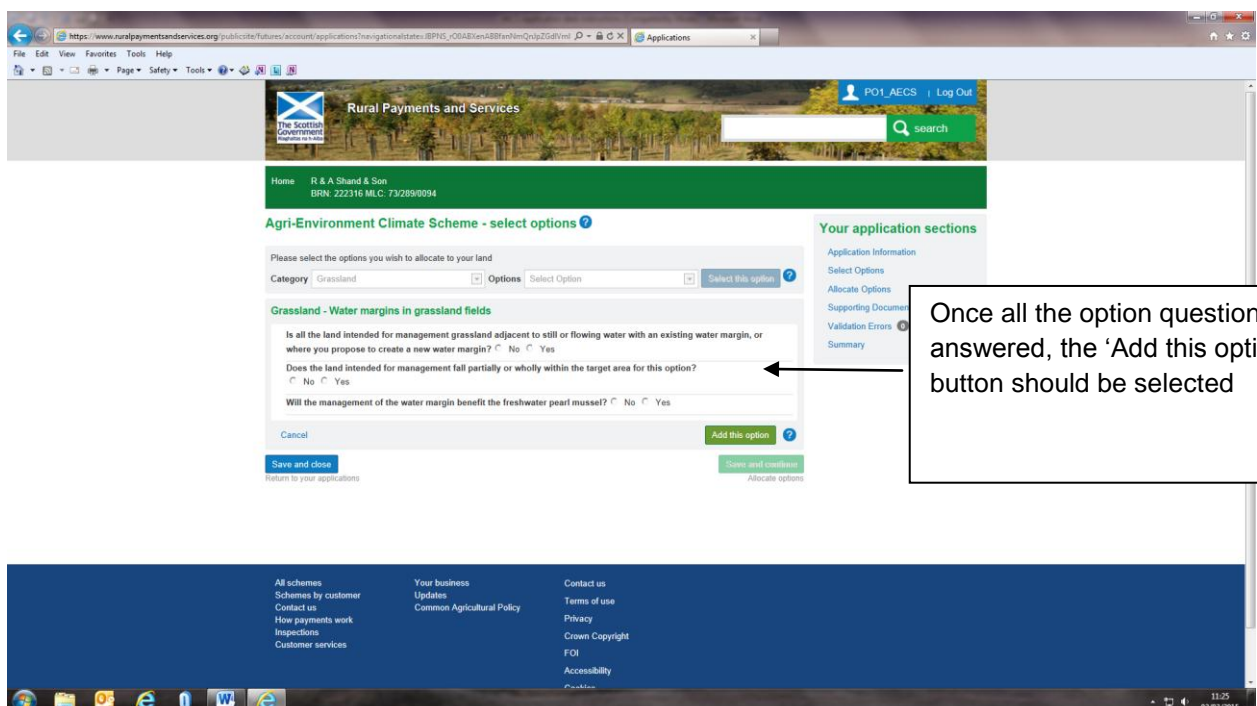 https://www.ruralpaymentsandservices.org/publicsite/futures/account/applications?
Applications
File Edit View Favorites Tools Help
Page Safety Tools
PO1_AECS | Log Out
Rural Payments and Services
The Scottish
Government
search
Home R & A Shand & Son
BRN: 222316 MLC: 73/289/0094
Agri-Environment Climate Scheme - select options
Please select the options you wish to allocate to your land
Category Grassland Options Select Option Select this option
Grassland - Water margins in grassland fields
Is all the land intended for management grassland adjacent to still or flowing water with an existing water margin, or
where you propose to create a new water margin? No Yes
Does the land intended for management fall partially or wholly within the target area for this option?
No Yes
Will the management of the water margin benefit the freshwater pearl mussel? No Yes
Cancel Add this option
Save and close Save and continue
Return to your applications Allocate options
Your application sections
Application Information
Select Options
Allocate Options
Supporting Documen
Validation Errors 0
Summary
Once all the option question
answered, the ‘Add this opti
button should be selected
All schemes
Schemes by customer
Contact us
How payments work
Inspections
Customer services
Your business
Updates
Common Agricultural Policy
Contact us
Terms of use
Privacy
Crown Copyright
FOI
Accessibility
Cookies
11:25